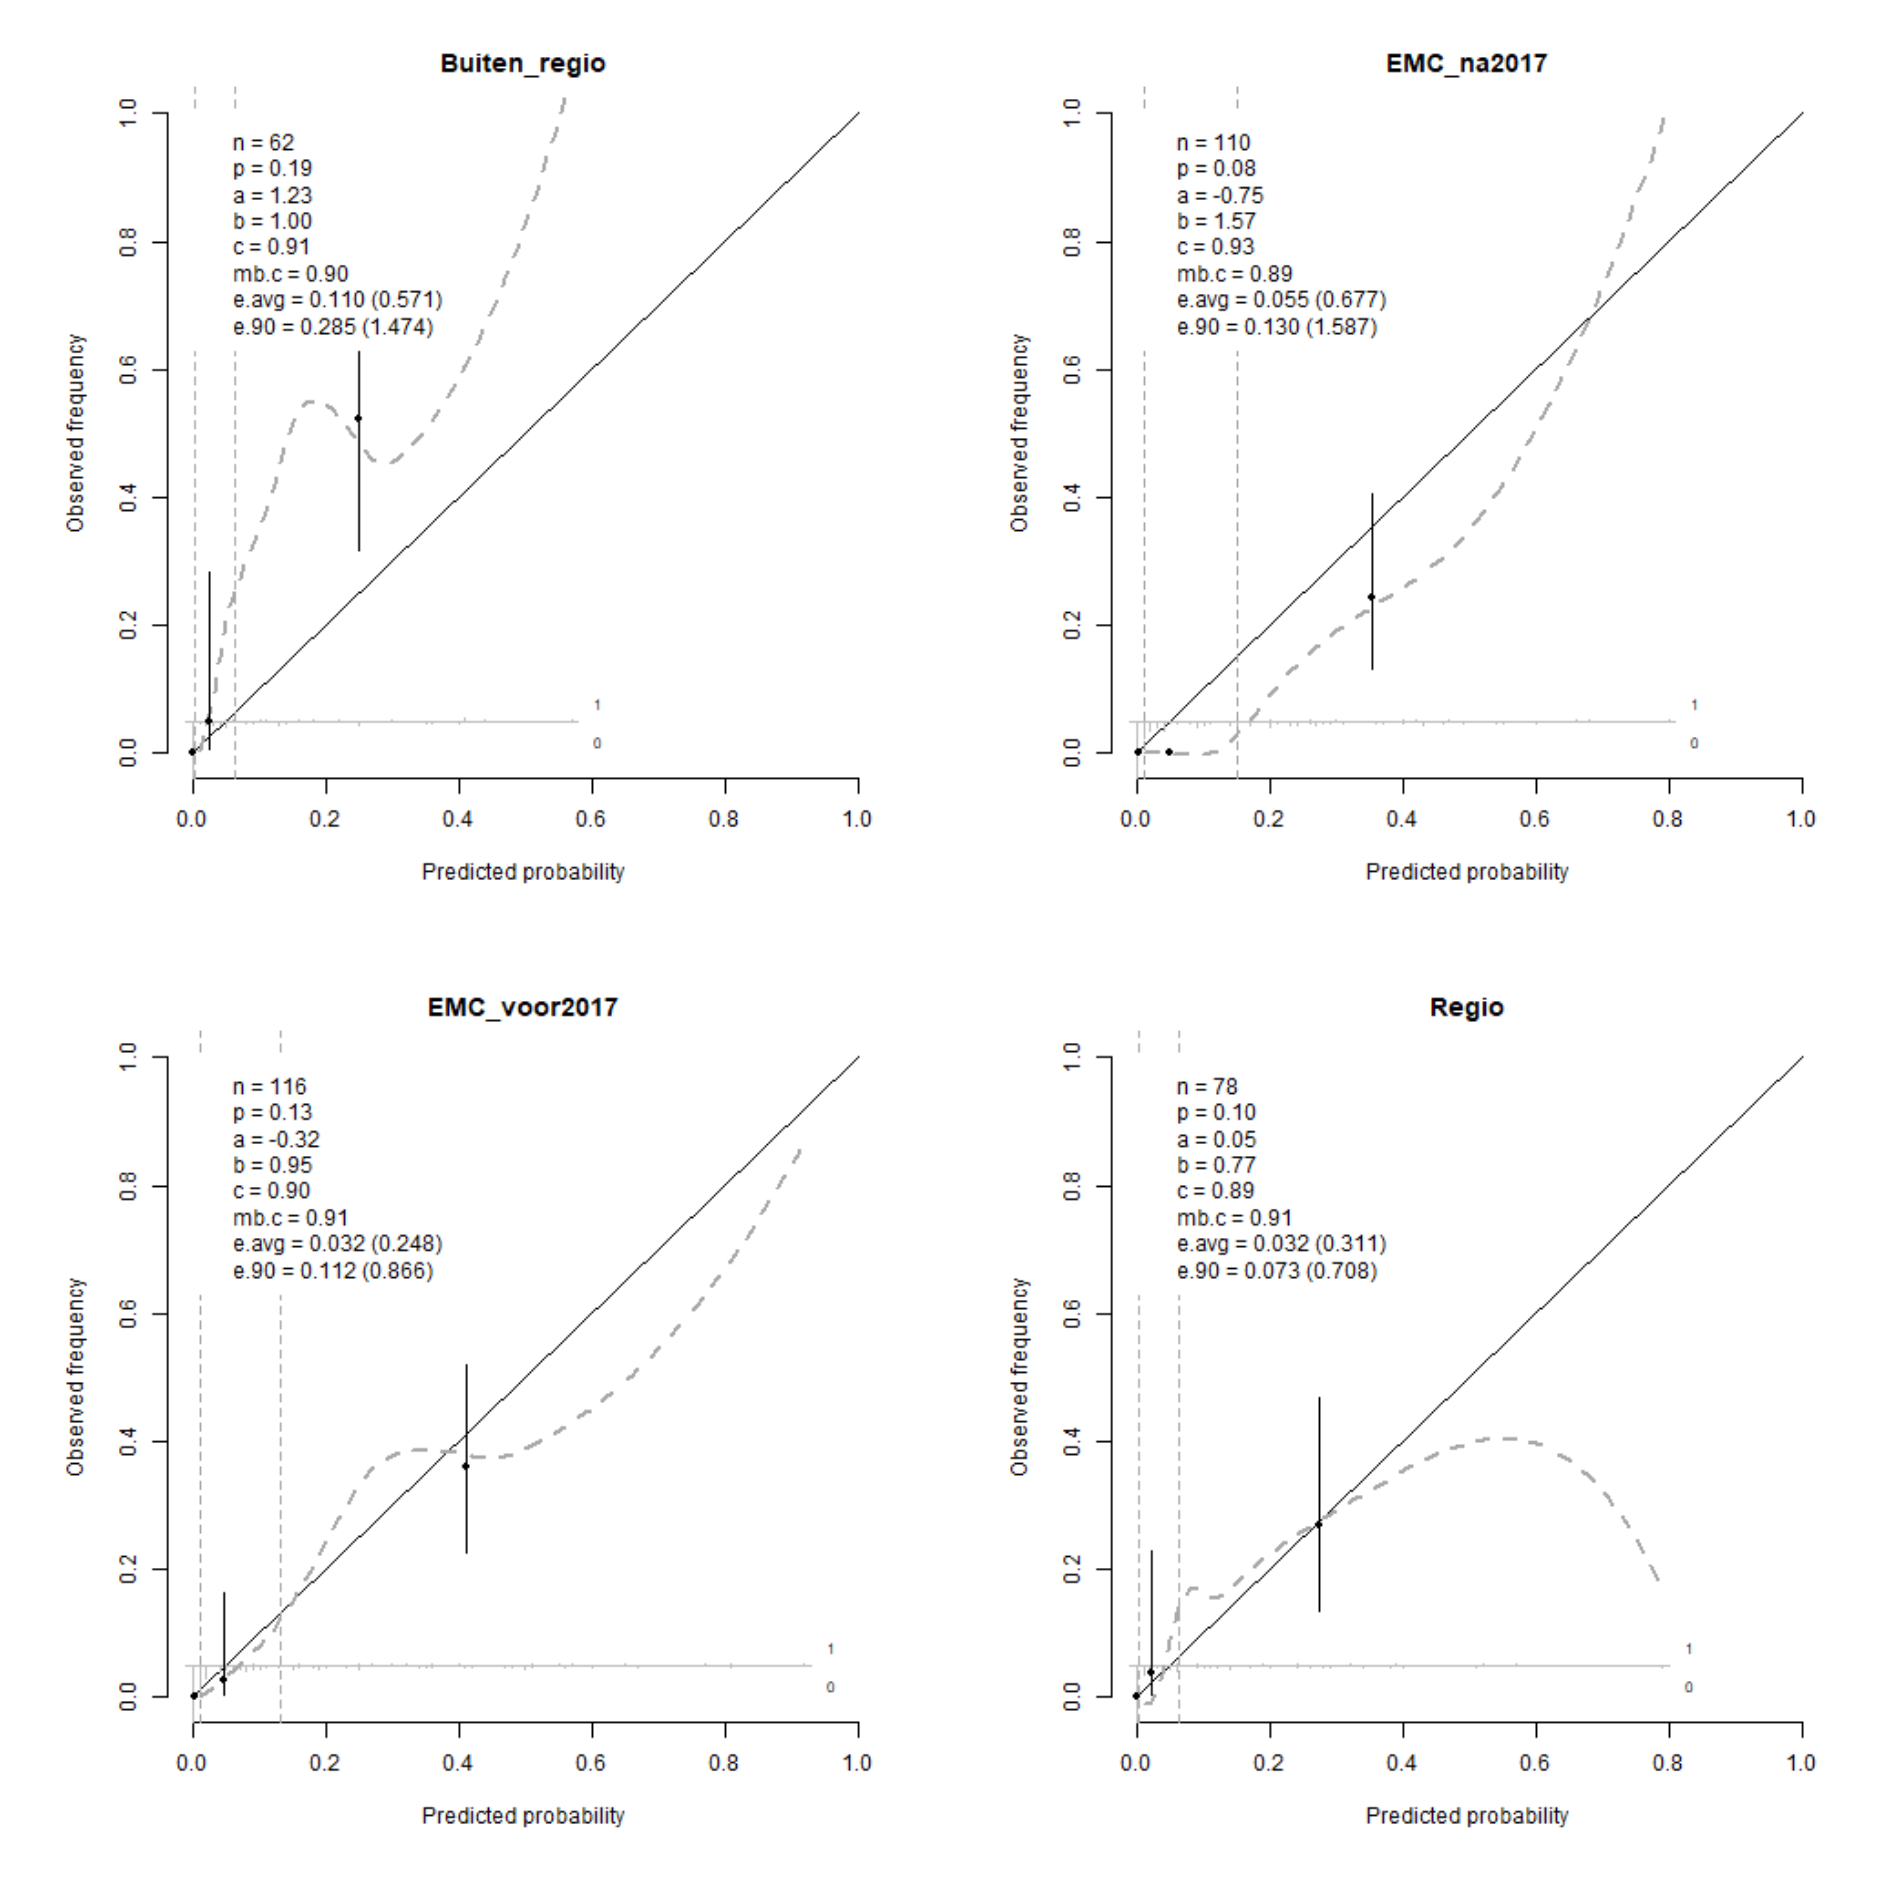 Buiten_regio
n = 62
p = 0.19
a = 1.23
b = 1.00
c = 0.91
mb.c = 0.90
e.avg = 0.110 (0.571)
e.90 = 0.285 (1.474)
Observed frequency
0.0 0.2 0.4 0.6 0.8 1.0
1
0
0.0 0.2 0.4 0.6 0.8 1.0
Predicted probability
EMC_na2017
n = 110
p = 0.08
a = -0.75
b = 1.57
c = 0.93
mb.c = 0.89
e.avg = 0.055 (0.677)
e.90 = 0.130 (1.587)
Observed frequency
0.0 0.2 0.4 0.6 0.8 1.0
1
0
0.0 0.2 0.4 0.6 0.8 1.0
Predicted probability
EMC_voor2017
n = 116
p = 0.13
a = -0.32
b = 0.95
c = 0.90
mb.c = 0.91
e.avg = 0.032 (0.248)
e.90 = 0.112 (0.866)
Observed frequency
0.0 0.2 0.4 0.6 0.8 1.0
1
0
0.0 0.2 0.4 0.6 0.8 1.0
Predicted probability
Regio
n = 78
p = 0.10
a = 0.05
b = 0.77
c = 0.89
mb.c = 0.91
e.avg = 0.032 (0.311)
e.90 = 0.073 (0.708)
Observed frequency
0.0 0.2 0.4 0.6 0.8 1.0
1
0
0.0 0.2 0.4 0.6 0.8 1.0
Predicted probability